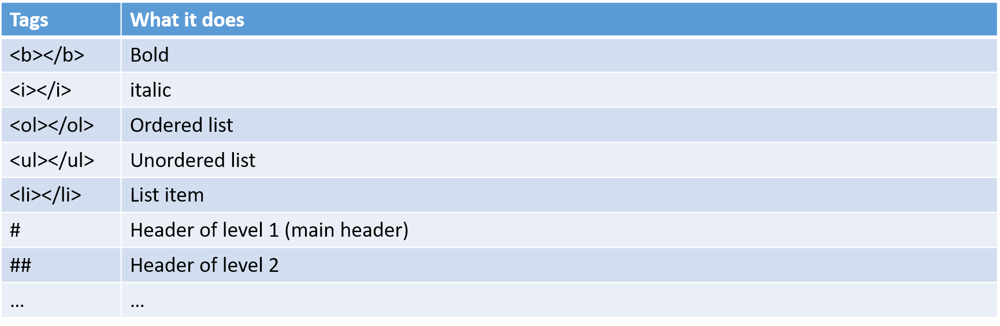 Tags What it does
<b></b> Bold
<i></i> italic
<ol></ol> Ordered list
<ul></ul> Unordered list
<li></li> List item
# Header of level 1 (main header)
## Header of level 2
... ...